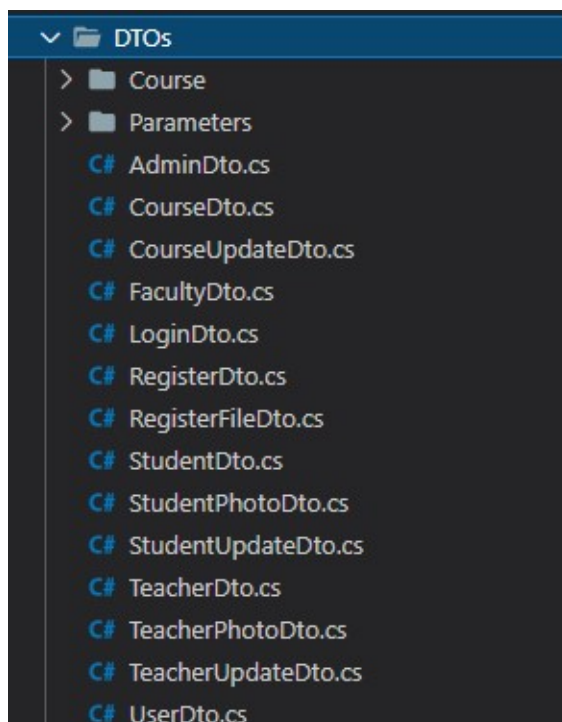 DTOs
Course
Parameters
C# AdminDto.cs
C# CourseDto.cs
C# CourseUpdateDto.cs
C# FacultyDto.cs
C# LoginDto.cs
C# RegisterDto.cs
C# RegisterFileDto.cs
C# StudentDto.cs
C# StudentPhotoDto.cs
C# StudentUpdateDto.cs
C# TeacherDto.cs
C# TeacherPhotoDto.cs
C# TeacherUpdateDto.cs
C# UserDto.cs